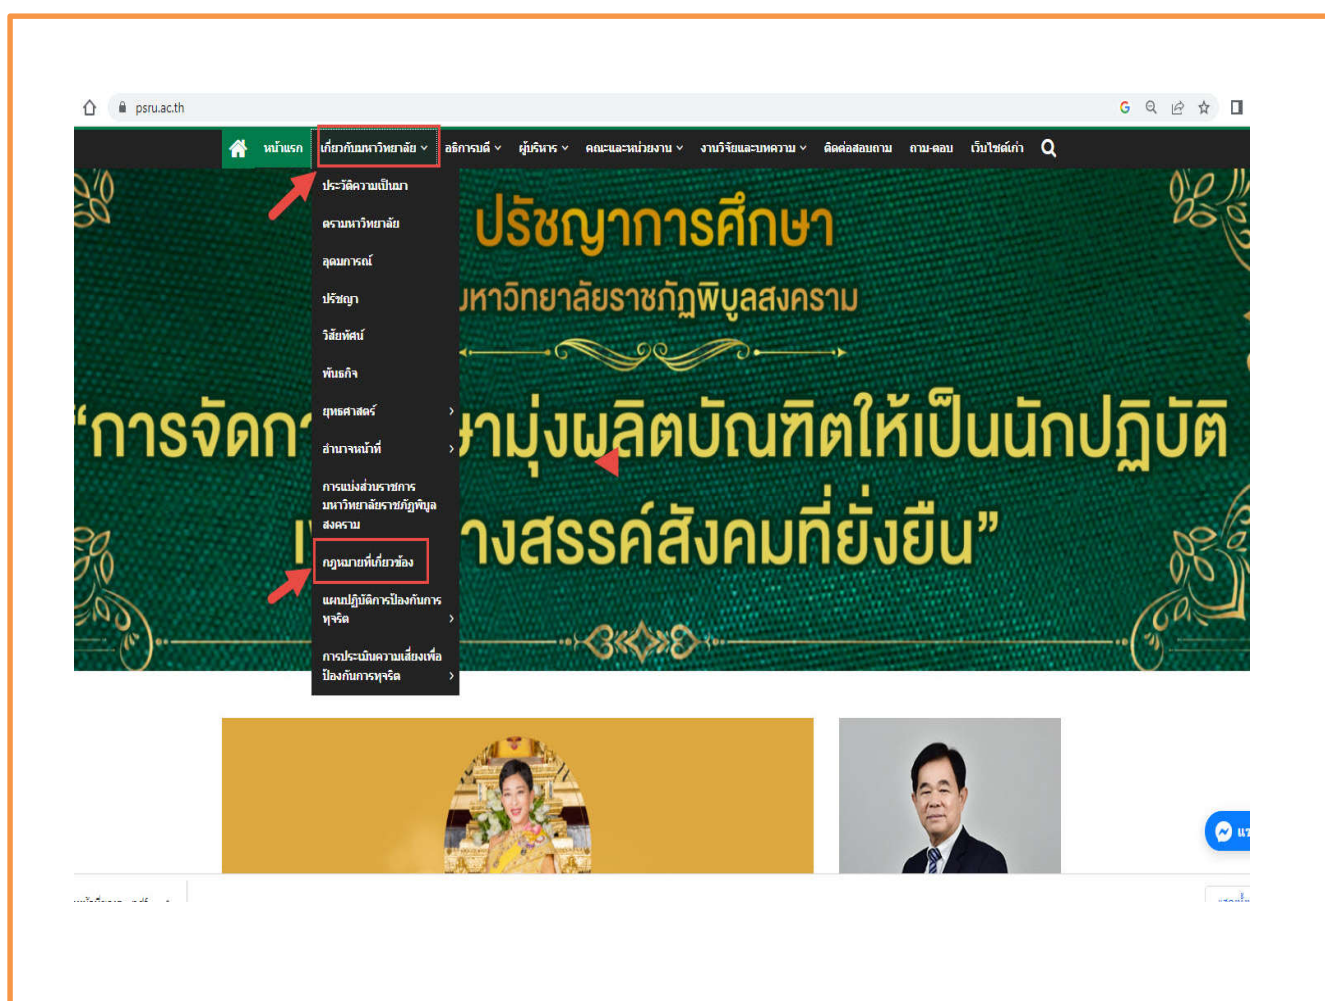 psru.ac.th
หน้าแรก เกี่ยวกับมหาวิทยาลัย อธิการบดี ผู้บริหาร คณะและหน่วยงาน งานวิจัยและบทความ ติดต่อสอบถาม ถาม-ตอบ เว็บไซต์เก่า
ประวัติความเป็นมา
ตรามหาวิทยาลัย
อุดมการณ์
ปรัชญา
วิสัยทัศน์
พันธกิจ
ยุทธศาสตร์
อำนาจหน้าที่
การแบ่งส่วนราชการ
มหาวิทยาลัยราชภัฏพิบูล
สงคราม
กฎหมายที่เกี่ยวข้อง
แผนปฏิบัติการป้องกันการ
ทุจริต
การประเมินความเสี่ยงเพื่อ
ป้องกันการทุจริต
ปรัชญาการศึกษา
มหาวิทยาลัยราชภัฏพิบูลสงคราม
“การจัดกา ษามุ่งผลิตบัณฑิตให้เป็นนักปฏิบัติ
างสรรค์สังคมที่ยั่งยืน”